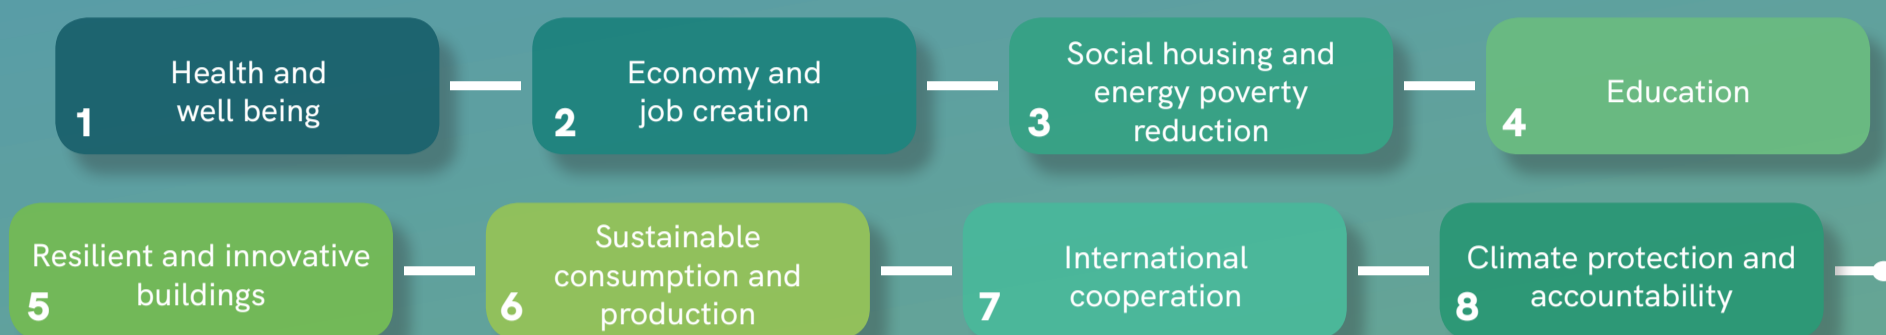 Health and
well being
1
Economy and
job creation
2
Social housing and
energy poverty
reduction
3
Education
4
Resilient and innovative
buildings
5
Sustainable
consumption and
production
6
International
cooperation
7
Climate protection and
accountability
8